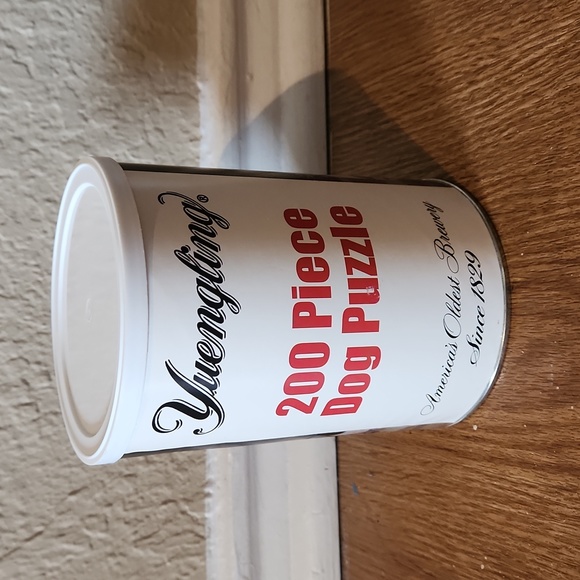 Yuengling®
200 Piece
Dog Puzzle
America's Oldest Brewery
Since 1829